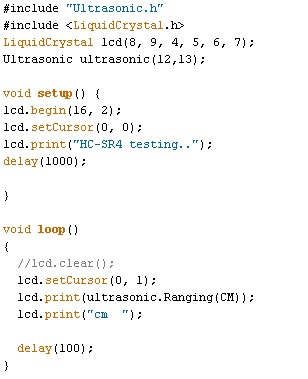 #include "Ultrasonic.h"
#include <LiquidCrystal.h>
LiquidCrystal lcd(8, 9, 4, 5, 6, 7);
Ultrasonic ultrasonic(12,13);
void setup() {
lcd.begin(16, 2);
lcd.setCursor(0, 0);
lcd.print("HC-SR4 testing..");
delay(1000);
}
void loop()
{
//lcd.clear();
lcd.setCursor(0, 1);
lcd.print(ultrasonic.Ranging(CM));
lcd.print("cm  ");
delay(100);
}